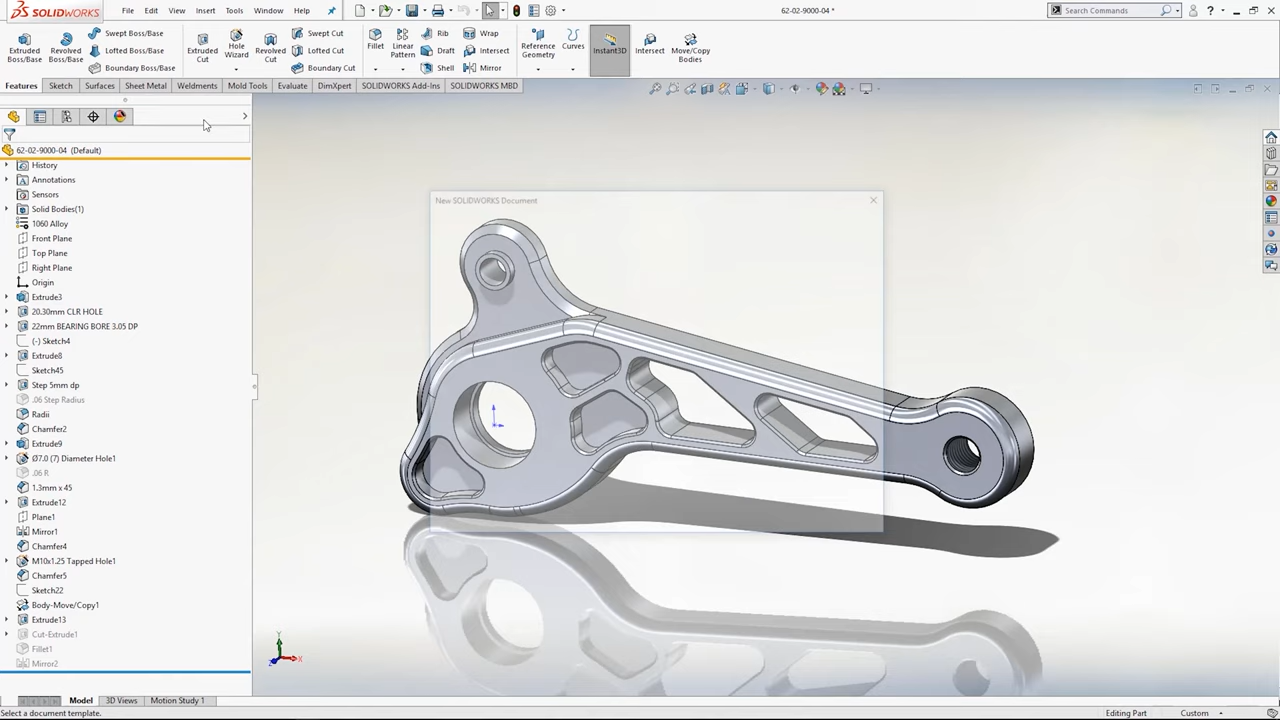 SOLIDWORKS File Edit View Insert Tools Window Help 62-02-9000-04 * Search Commands
Extruded Boss/Base
Revolved Boss/Base
Swept Boss/Base
Lofted Boss/Base
Boundary Boss/Base
Extruded Cut
Hole Wizard
Revolved Cut
Swept Cut
Lofted Cut
Boundary Cut
Fillet
Linear Pattern
Rib
Draft
Shell
Wrap
Intersect
Mirror
Reference Geometry
Curves
Instant3D
Intersect
Move/Copy Bodies
Features Sketch Surfaces Sheet Metal Weldments Mold Tools Evaluate DimXpert SOLIDWORKS Add-Ins SOLIDWORKS MBD
62-02-9000-04 (Default)
History
Annotations
Sensors
Solid Bodies(1)
1060 Alloy
Front Plane
Top Plane
Right Plane
Origin
Extrude3
20.30mm CLR HOLE
22mm BEARING BORE 3.05 DP
(-) Sketch4
Extrude8
Sketch45
Step 5mm dp
.06 Step Radius
Radii
Chamfer2
Extrude9
Ø7.0 (7) Diameter Hole1
.06 R
1.3mm x 45
Extrude12
Plane1
Mirror1
Chamfer4
M10x1.25 Tapped Hole1
Chamfer5
Sketch22
Body-Move/Copy1
Extrude13
Cut-Extrude1
Fillet1
Mirror2
New SOLIDWORKS Document
Y
X
Z
Model 3D Views Motion Study 1
Select a document template. Editing Part Custom